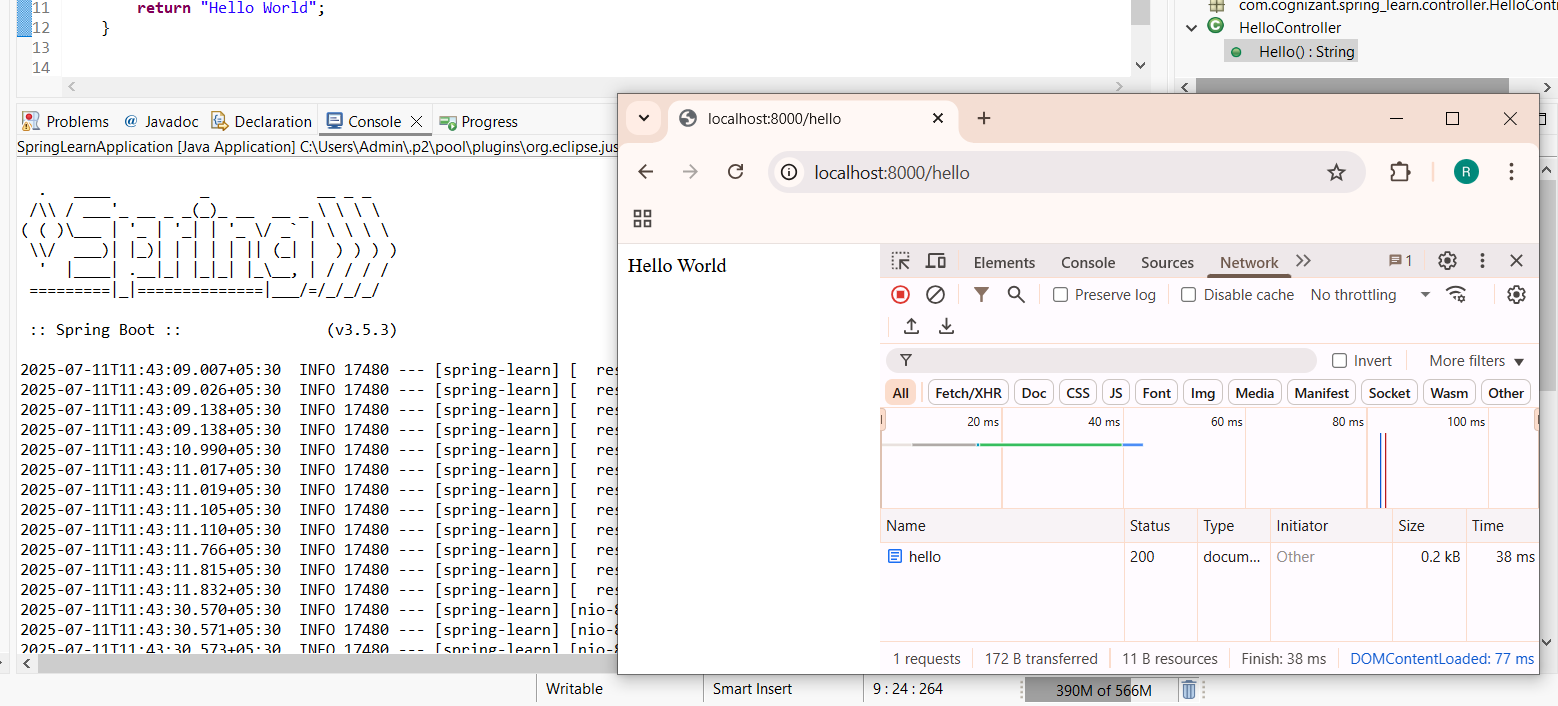 11 return "Hello World";
12 }
13
14
com.cognizant.spring_learn.controller.HelloContr
HelloController
Hello() : String
Problems @ Javadoc Declaration Console Progress
SpringLearnApplication [Java Application] C:\Users\Admin\.p2\pool\plugins\org.eclipse.jus
:: Spring Boot :: (v3.5.3)
2025-07-11T11:43:09.007+05:30 INFO 17480 --- [spring-learn] [ res
2025-07-11T11:43:09.026+05:30 INFO 17480 --- [spring-learn] [ res
2025-07-11T11:43:09.138+05:30 INFO 17480 --- [spring-learn] [ res
2025-07-11T11:43:09.138+05:30 INFO 17480 --- [spring-learn] [ res
2025-07-11T11:43:10.990+05:30 INFO 17480 --- [spring-learn] [ res
2025-07-11T11:43:11.017+05:30 INFO 17480 --- [spring-learn] [ res
2025-07-11T11:43:11.019+05:30 INFO 17480 --- [spring-learn] [ res
2025-07-11T11:43:11.105+05:30 INFO 17480 --- [spring-learn] [ res
2025-07-11T11:43:11.110+05:30 INFO 17480 --- [spring-learn] [ res
2025-07-11T11:43:11.766+05:30 INFO 17480 --- [spring-learn] [ res
2025-07-11T11:43:11.815+05:30 INFO 17480 --- [spring-learn] [ res
2025-07-11T11:43:11.832+05:30 INFO 17480 --- [spring-learn] [ res
2025-07-11T11:43:30.570+05:30 INFO 17480 --- [spring-learn] [nio-8
2025-07-11T11:43:30.571+05:30 INFO 17480 --- [spring-learn] [nio-8
2025-07-11T11:43:30.573+05:30 INFO 17480 --- [spring-learn] [nio-8
localhost:8000/hello
localhost:8000/hello
R
Hello World
Elements Console Sources Network 1
Preserve log Disable cache No throttling
Invert More filters
All Fetch/XHR Doc CSS JS Font Img Media Manifest Socket Wasm Other
20 ms 40 ms 60 ms 80 ms 100 ms
Name Status Type Initiator Size Time
hello 200 docum... Other 0.2 kB 38 ms
1 requests 172 B transferred 11 B resources Finish: 38 ms DOMContentLoaded: 77 ms
Writable Smart Insert 9 : 24 : 264 390M of 566M